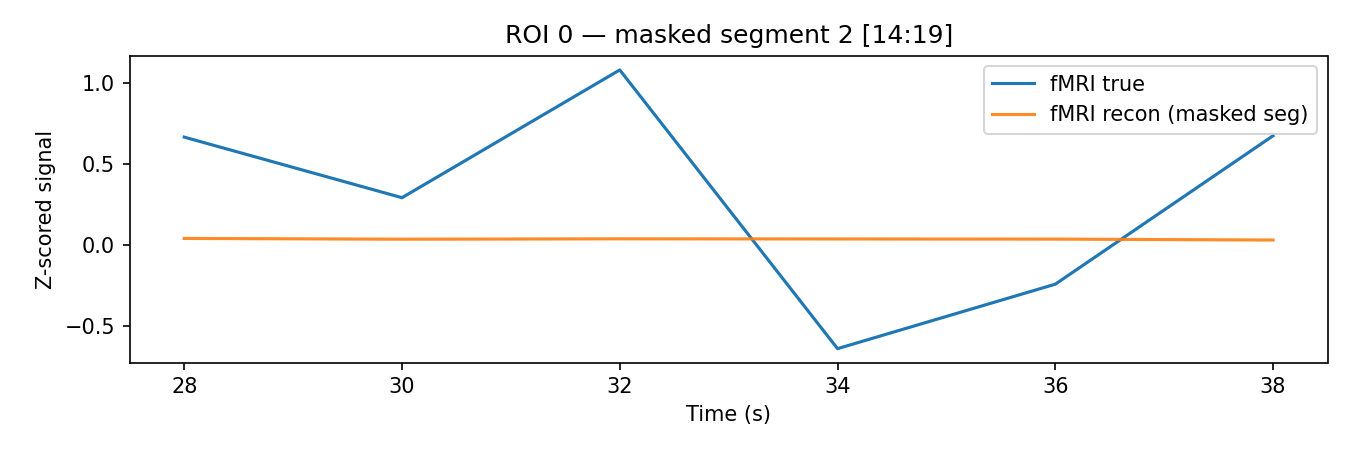 ROI 0 — masked segment 2 [14:19]
fMRI true
fMRI recon (masked seg)
Z-scored signal
1.0
0.5
0.0
−0.5
28 30 32 34 36 38
Time (s)